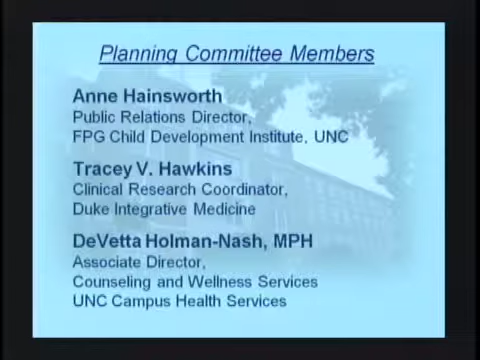 Planning Committee Members
Anne Hainsworth
Public Relations Director,
FPG Child Development Institute, UNC
Tracey V. Hawkins
Clinical Research Coordinator,
Duke Integrative Medicine
DeVetta Holman-Nash, MPH
Associate Director,
Counseling and Wellness Services
UNC Campus Health Services